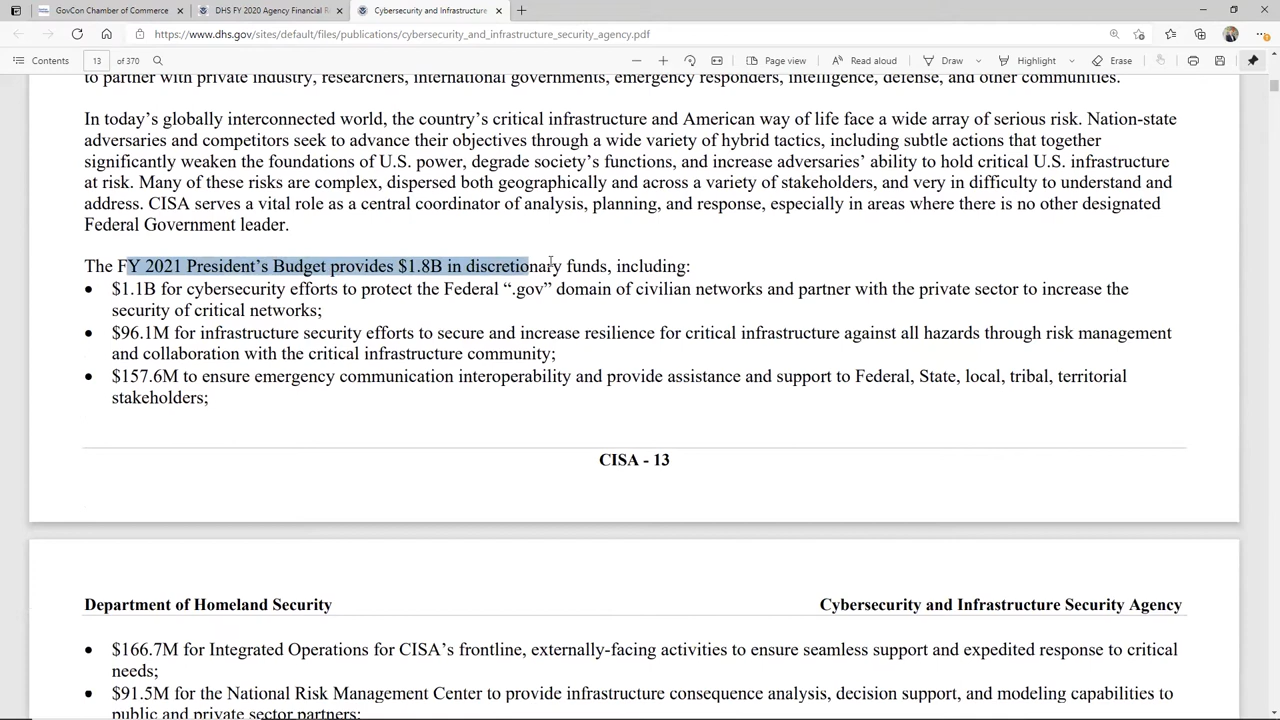 GovCon Chamber of Commerce
DHS FY 2020 Agency Financial R
Cybersecurity and Infrastructure
https://www.dhs.gov/sites/default/files/publications/cybersecurity_and_infrastructure_security_agency.pdf
Contents 13 of 370 Page view Read aloud Draw Highlight Erase
to partner with private industry, researchers, international governments, emergency responders, intelligence, defense, and other communities.
In today’s globally interconnected world, the country’s critical infrastructure and American way of life face a wide array of serious risk. Nation-state
adversaries and competitors seek to advance their objectives through a wide variety of hybrid tactics, including subtle actions that together
significantly weaken the foundations of U.S. power, degrade society’s functions, and increase adversaries’ ability to hold critical U.S. infrastructure
at risk. Many of these risks are complex, dispersed both geographically and across a variety of stakeholders, and very in difficulty to understand and
address. CISA serves a vital role as a central coordinator of analysis, planning, and response, especially in areas where there is no other designated
Federal Government leader.
The FY 2021 President’s Budget provides $1.8B in discretionary funds, including:
• $1.1B for cybersecurity efforts to protect the Federal “.gov” domain of civilian networks and partner with the private sector to increase the
security of critical networks;
• $96.1M for infrastructure security efforts to secure and increase resilience for critical infrastructure against all hazards through risk management
and collaboration with the critical infrastructure community;
• $157.6M to ensure emergency communication interoperability and provide assistance and support to Federal, State, local, tribal, territorial
stakeholders;
CISA - 13
Department of Homeland Security Cybersecurity and Infrastructure Security Agency
• $166.7M for Integrated Operations for CISA’s frontline, externally-facing activities to ensure seamless support and expedited response to critical
needs;
• $91.5M for the National Risk Management Center to provide infrastructure consequence analysis, decision support, and modeling capabilities to
public and private sector partners;